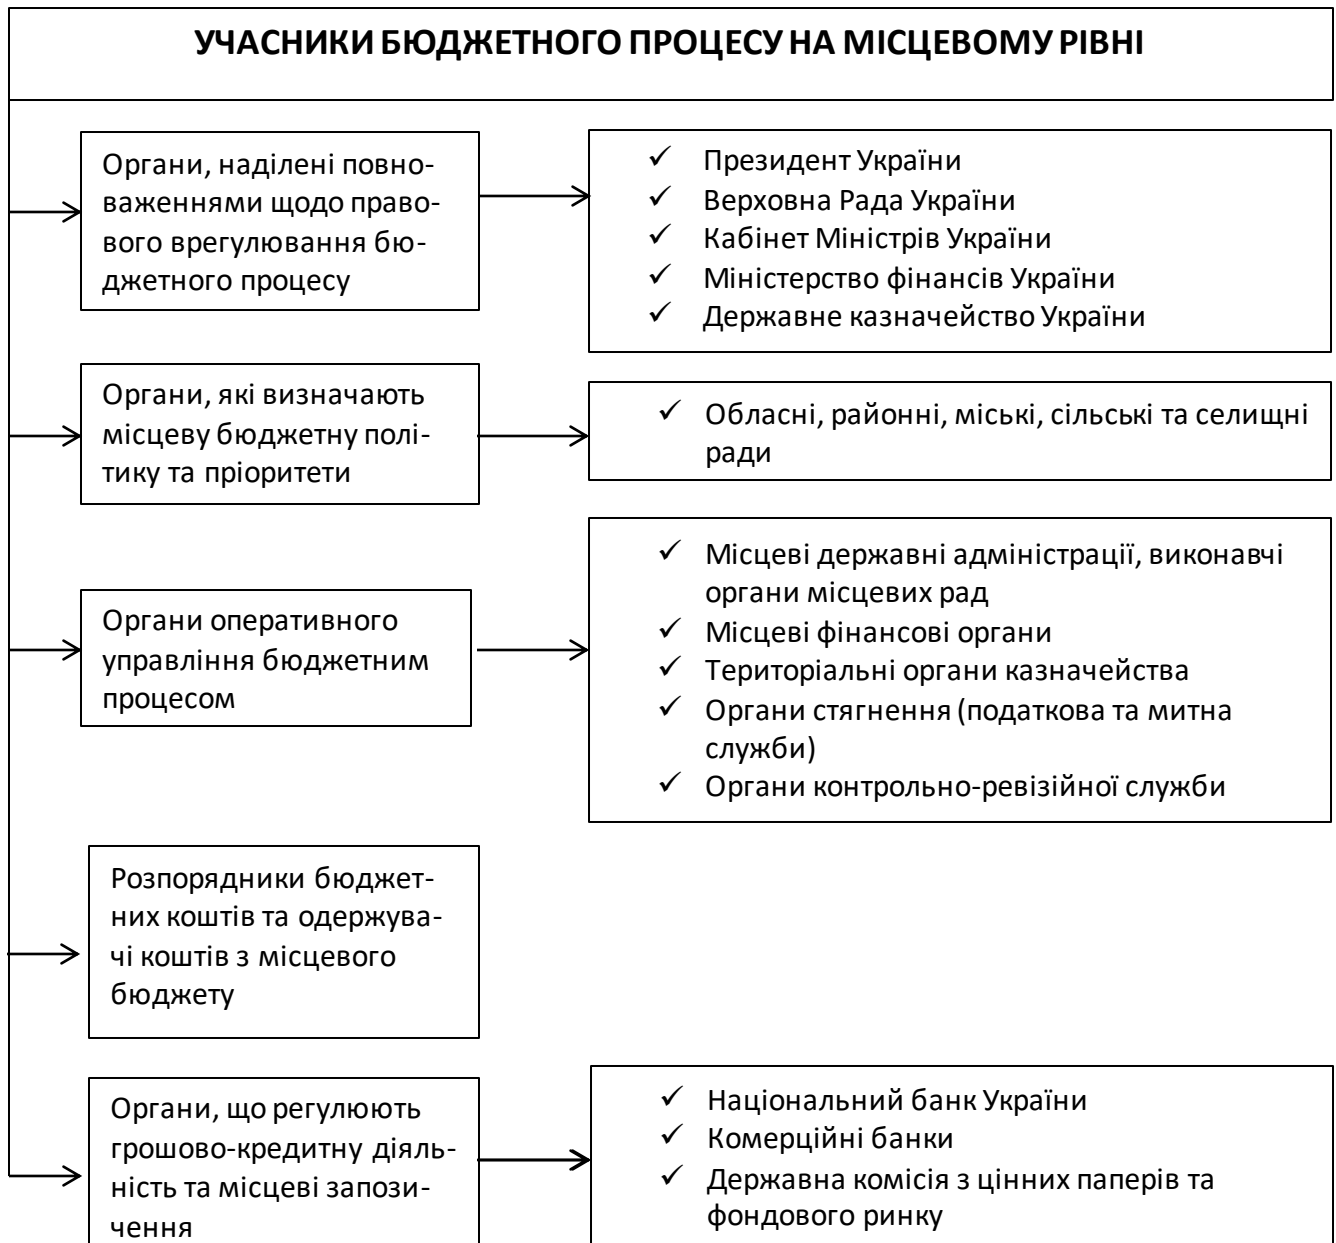 УЧАСНИКИ БЮДЖЕТНОГО ПРОЦЕСУ НА МІСЦЕВОМУ РІВНІ
Органи, наділені повно-
важеннями щодо право-
вого врегулювання бю-
джетного процесу
✓ Президент України
✓ Верховна Рада України
✓ Кабінет Міністрів України
✓ Міністерство фінансів України
✓ Державне казначейство України
Органи, які визначають
місцеву бюджетну полі-
тику та пріоритети
✓ Обласні, районні, міські, сільські та селищні
ради
Органи оперативного
управління бюджетним
процесом
✓ Місцеві державні адміністрації, виконавчі
органи місцевих рад
✓ Місцеві фінансові органи
✓ Територіальні органи казначейства
✓ Органи стягнення (податкова та митна
служби)
✓ Органи контрольно-ревізійної служби
Розпорядники бюджет-
них коштів та одержува-
чі коштів з місцевого
бюджету
Органи, що регулюють
грошово-кредитну діяль-
ність та місцеві запози-
чення
✓ Національний банк України
✓ Комерційні банки
✓ Державна комісія з цінних паперів та
фондового ринку